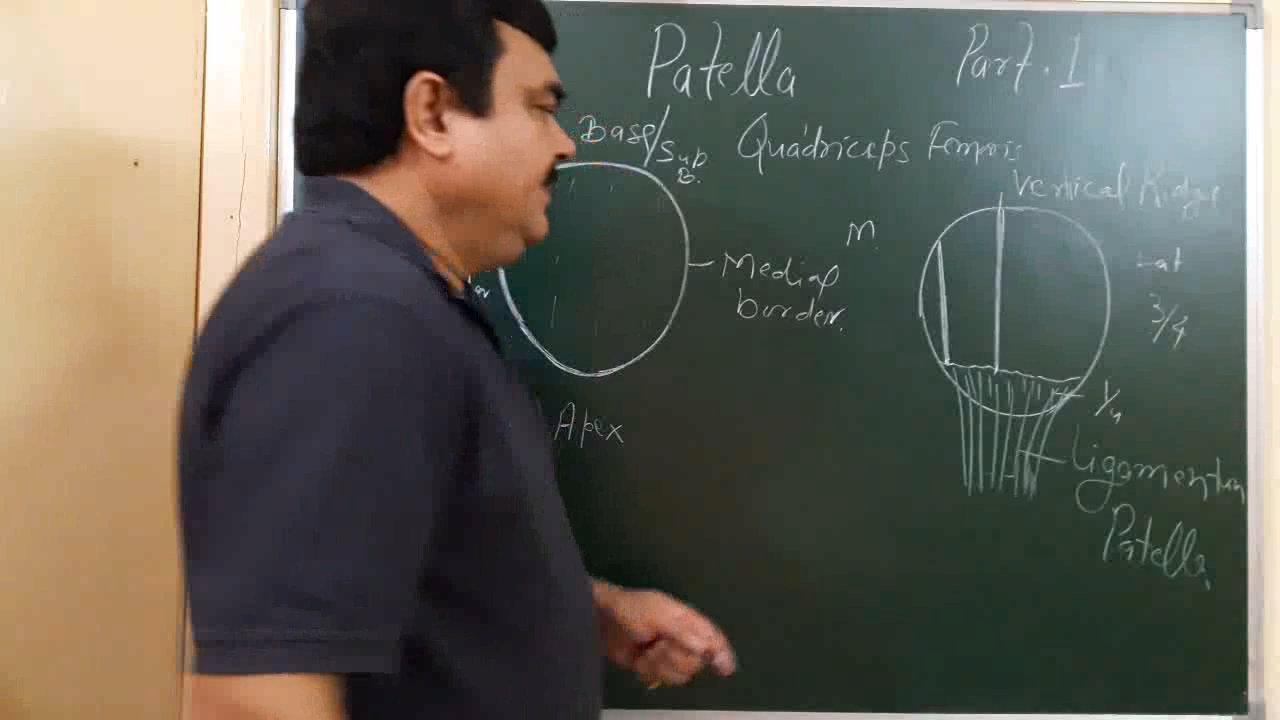 Patella Part. 1
Base/Sup B. Quadriceps Femoris
Vertical Ridge
M.
Lat
Medial
border.
3/4
1/4
Apex
Ligamentum
Patella